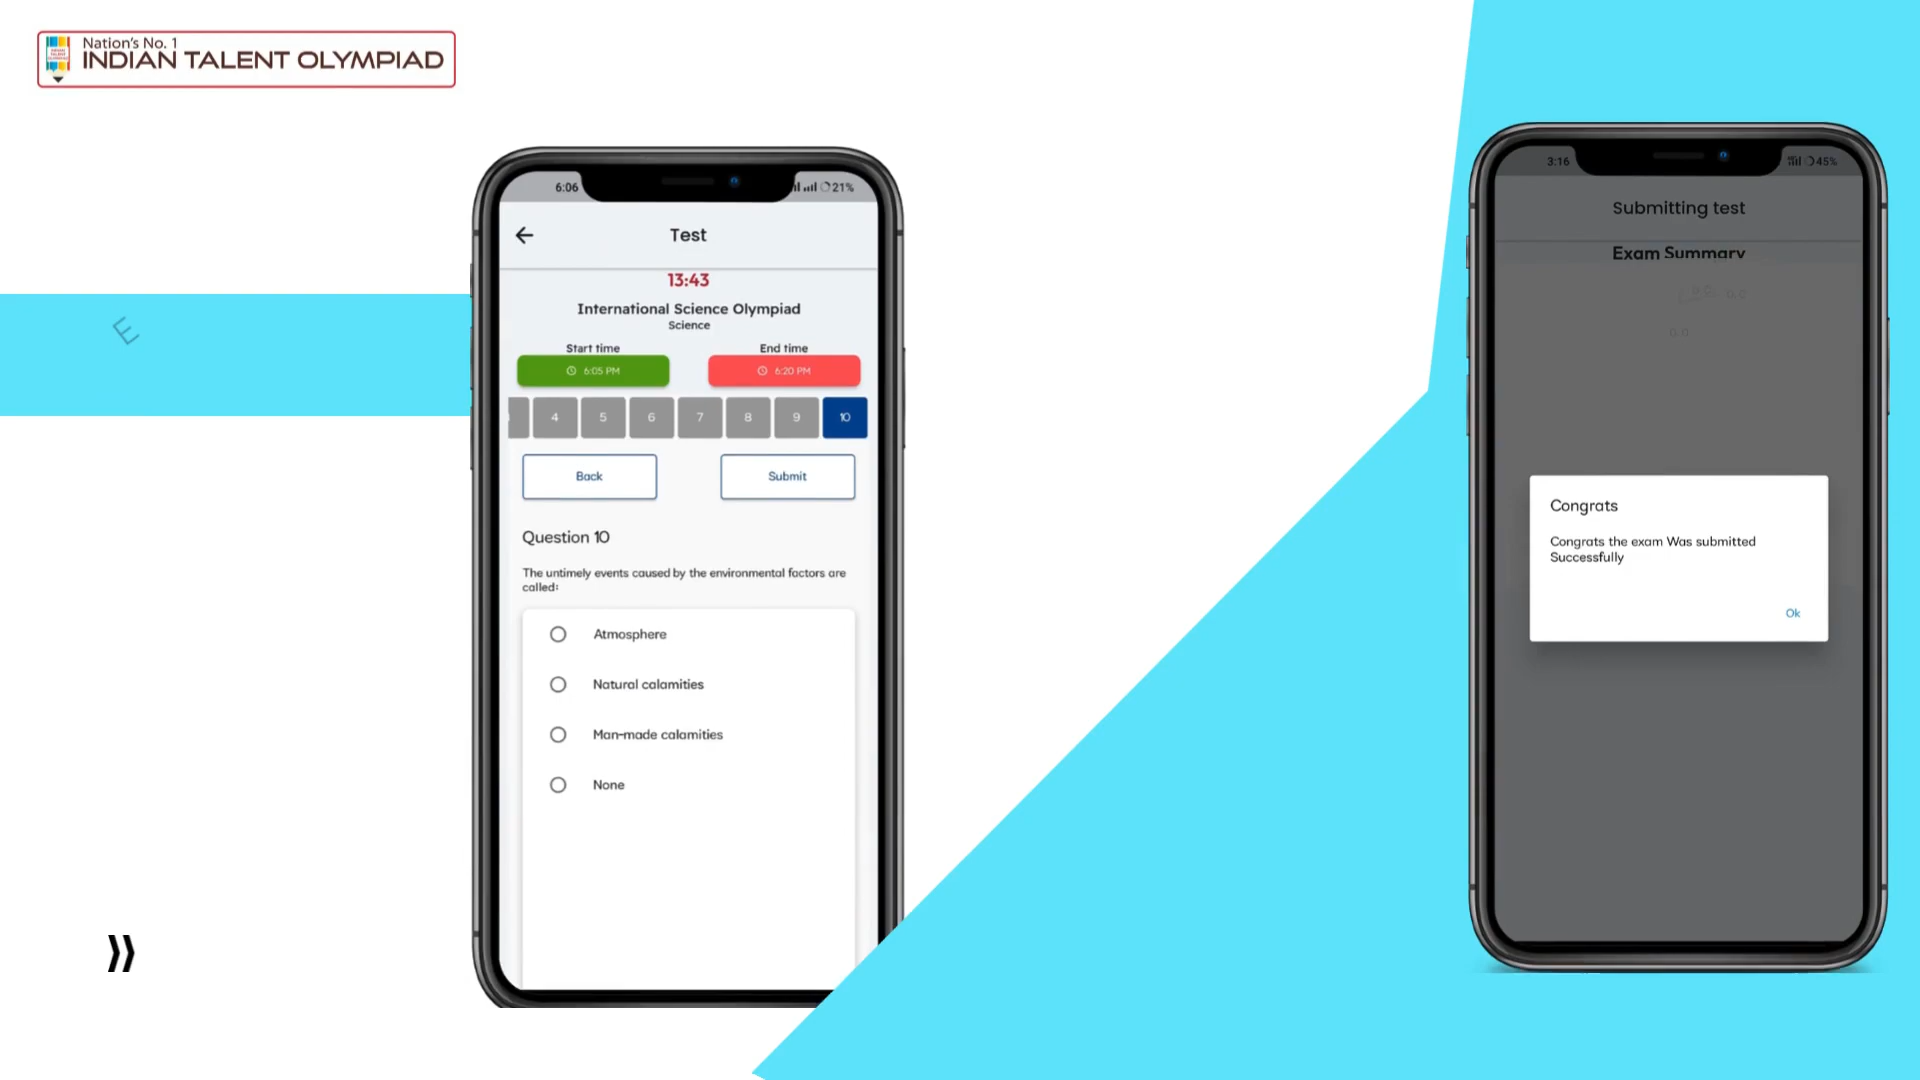 Nation's No. 1
INDIAN TALENT OLYMPIAD
E
6:06
21%
Test
13:43
International Science Olympiad
Science
Start time
End time
6:05 PM
6:20 PM
4 5 6 7 8 9 10
Back
Submit
Question 10
The untimely events caused by the environmental factors are
called:
Atmosphere
Natural calamities
Man-made calamities
None
3:16
45%
Submitting test
Exam Summary
Congrats
Congrats the exam Was submitted
Successfully
Ok